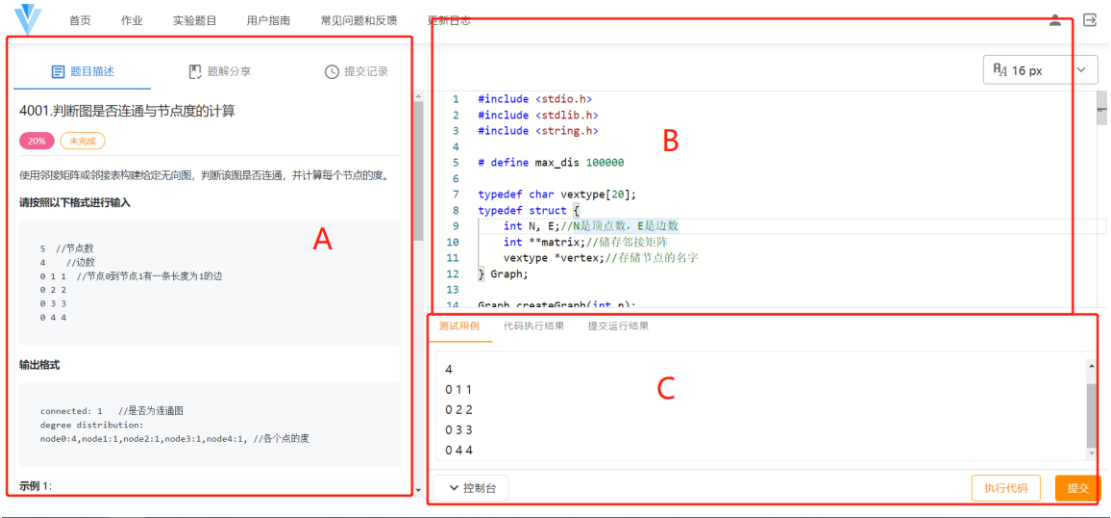 首页 作业 实验题目 用户指南 常见问题和反馈 更新日志
题目描述 题解分享 提交记录
4001.判断图是否连通与节点度的计算
20% 未完成
使用邻接矩阵或邻接表构建给定无向图，判断该图是否连通，并计算每个节点的度。
请按照以下格式进行输入
5 //节点数
4 //边数
0 1 1 //节点0到节点1有一条长度为1的边
0 2 2
0 3 3
0 4 4
A
输出格式
connected: 1 //是否为连通图
degree distribution:
node0:4,node1:1,node2:1,node3:1,node4:1, //各个点的度
示例 1:
16 px
1 #include <stdio.h>
2 #include <stdlib.h>
3 #include <string.h>
4
5 # define max_dis 100000
6
7 typedef char vextype[20];
8 typedef struct {
9 int N, E;//N是顶点数，E是边数
10 int **matrix;//储存邻接矩阵
11 vextype *vertex;//存储节点的名字
12 } Graph;
13
14 Graph createGraph(int n);
B
测试用例 代码执行结果 提交运行结果
4
0 1 1
0 2 2
0 3 3
0 4 4
C
控制台 执行代码 提交